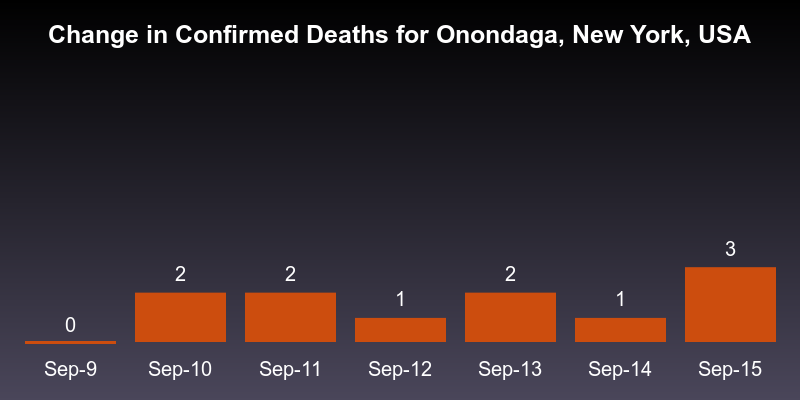 Change in Confirmed Deaths for Onondaga, New York, USA
3
2 2 2
1 1
0
Sep-9 Sep-10 Sep-11 Sep-12 Sep-13 Sep-14 Sep-15